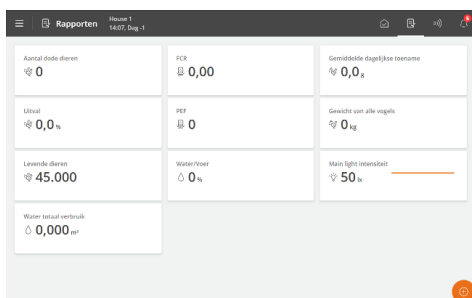 Rapporten
House 1
14:07, Dag -1
6
Aantal dode dieren
0
FCR
0,00
Gemiddelde dagelijkse toename
0,0 g
Uitval
0,0 %
PEF
0
Gewicht van alle vogels
0 kg
Levende dieren
45.000
Water/Voer
0 %
Main light intensiteit
50 lx
Water totaal verbruik
0,000 m³